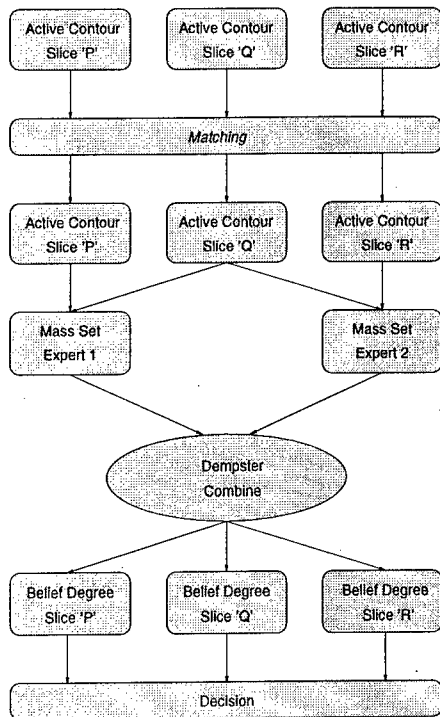 Active Contour
Slice 'P'
Active Contour
Slice 'Q'
Active Contour
Slice 'R'
Matching
Active Contour
Slice 'P'
Active Contour
Slice 'Q'
Active Contour
Slice 'R'
Mass Set
Expert 1
Mass Set
Expert 2
Dempster
Combine
Belief Degree
Slice 'P'
Belief Degree
Slice 'Q'
Belief Degree
Slice 'R'
Decision